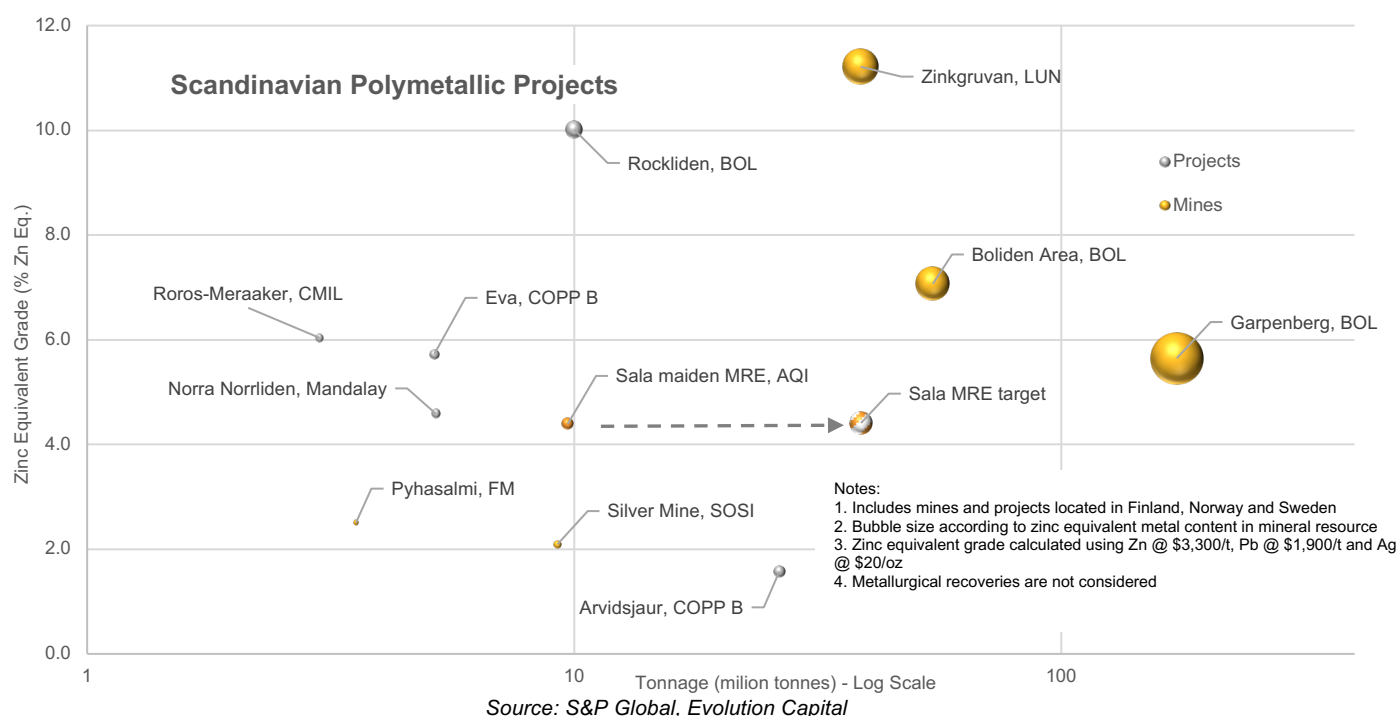 12.0
Scandinavian Polymetallic Projects
Zinkgruvan, LUN
10.0
Rockliden, BOL
Projects
Mines
8.0
Boliden Area, BOL
Roros-Meraaker, CMIL
Eva, COPP B
Garpenberg, BOL
6.0
Norra Norrliden, Mandalay
Sala maiden MRE, AQI
Sala MRE target
4.0
Pyhasalmi, FM
Silver Mine, SOSI
2.0
Arvidsjaur, COPP B
0.0
Zinc Equivalent Grade (% Zn Eq.)
Notes:
1. Includes mines and projects located in Finland, Norway and Sweden
2. Bubble size according to zinc equivalent metal content in mineral resource
3. Zinc equivalent grade calculated using Zn @ $3,300/t, Pb @ $1,900/t and Ag
@ $20/oz
4. Metallurgical recoveries are not considered
1
10
100
Tonnage (milion tonnes) - Log Scale
Source: S&P Global, Evolution Capital